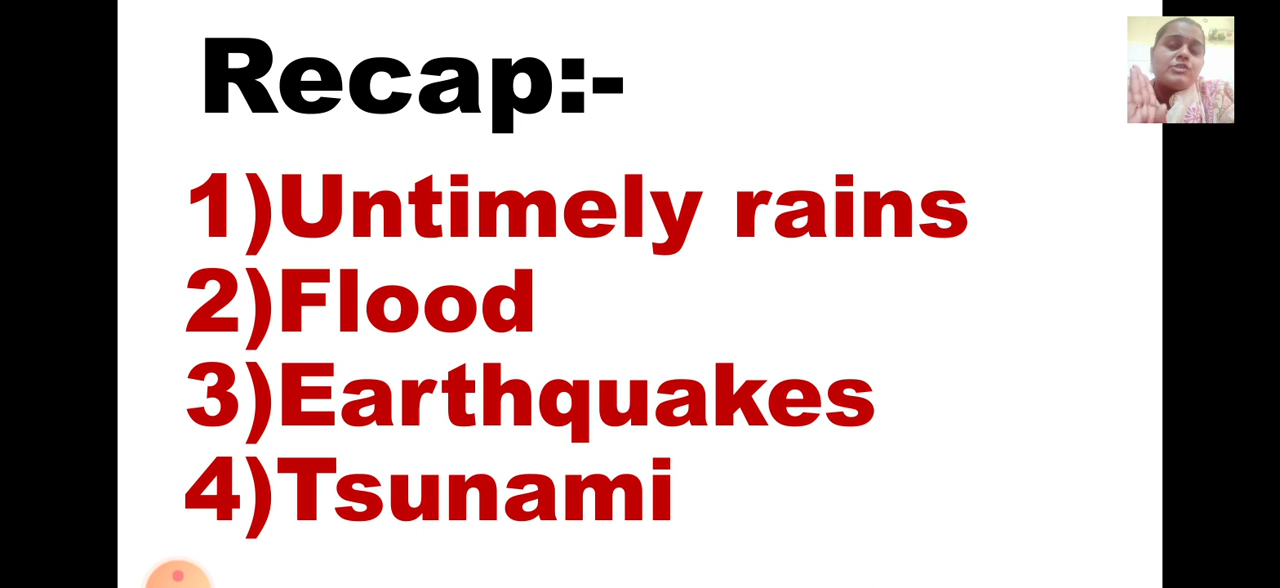 Recap:-
1)Untimely rains
2)Flood
3)Earthquakes
4)Tsunami